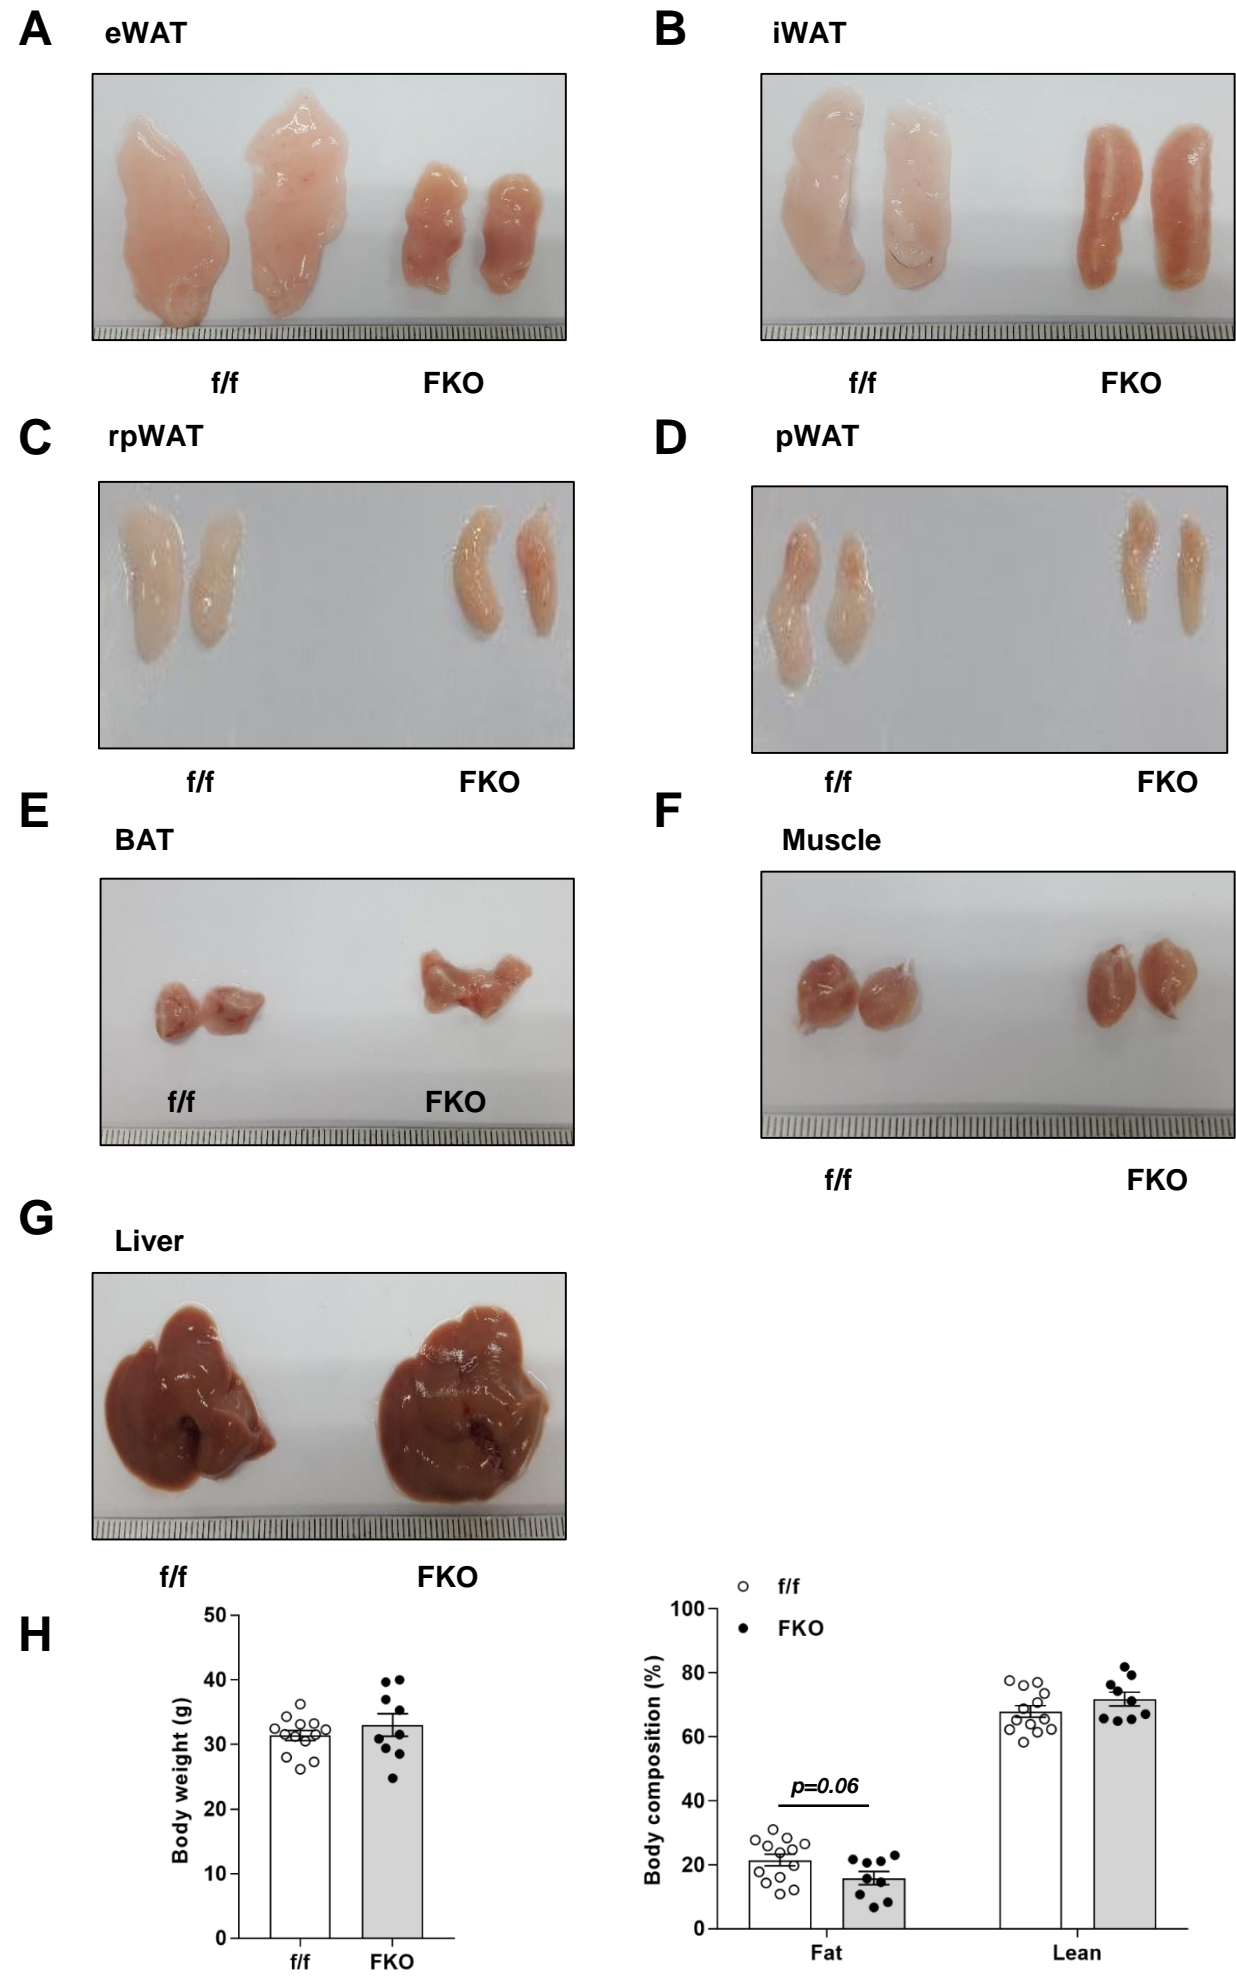 A eWAT
B iWAT
f/f FKO
f/f FKO
C rpWAT
D pWAT
f/f FKO
f/f FKO
E BAT
F Muscle
f/f FKO
f/f FKO
G Liver
f/f FKO
H
Body weight (g)
50
40
30
20
10
0
f/f FKO
f/f
FKO
Body composition (%)
100
80
60
40
20
0
p=0.06
Fat Lean